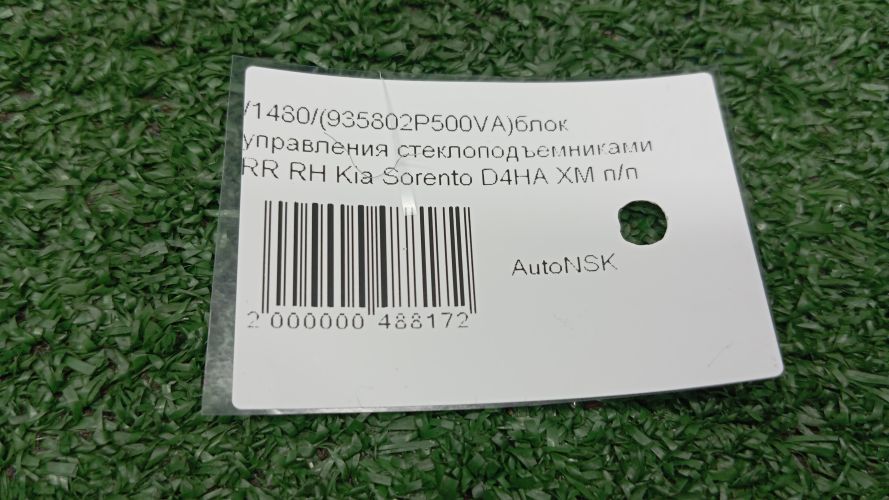 /1480/(935802P500VA)блок
управления стеклоподъемниками
RR RH Kia Sorento D4HA XM п/п
AutoNSK
2 000000 488172